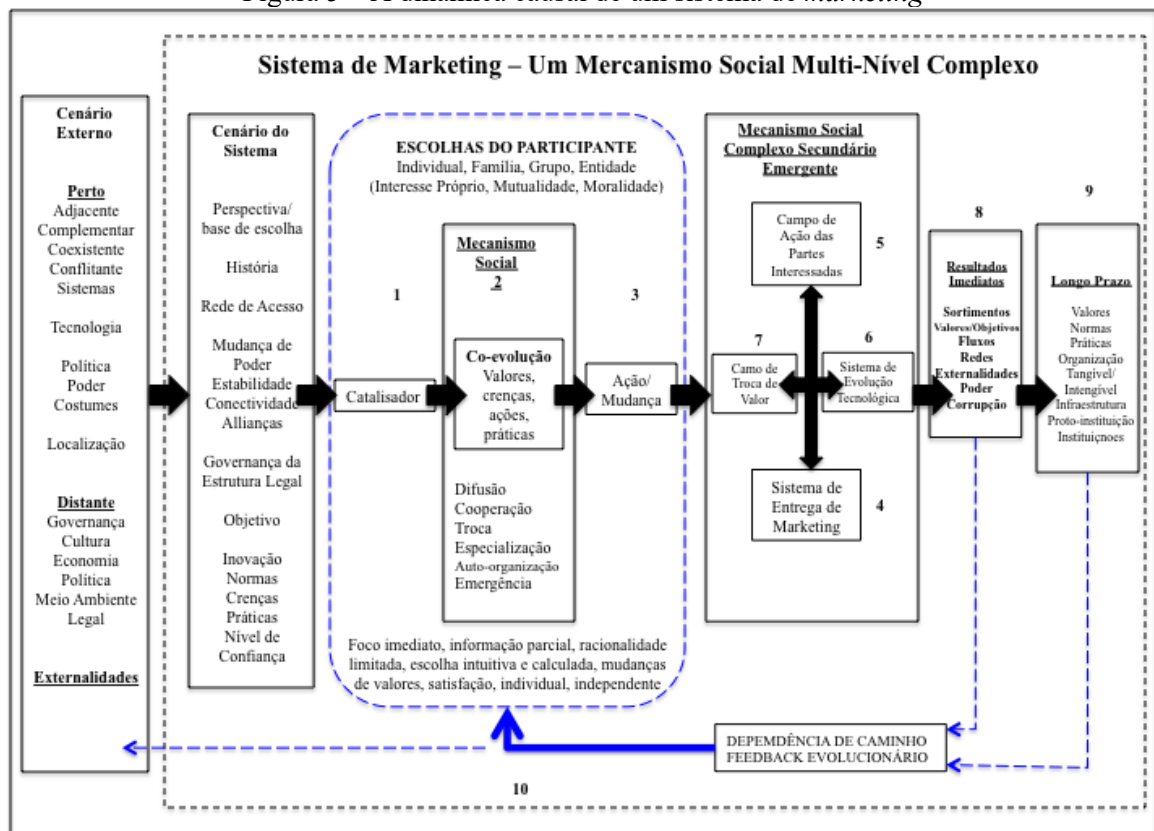 Sistema de Marketing – Um Mercanismo Social Multi-Nível Complexo
Cenário
Externo
Perto
Adjacente
Complementar
Coexistente
Conflitante
Sistemas
Tecnologia
Política
Poder
Costumes
Localização
Distante
Governança
Cultura
Economia
Política
Meio Ambiente
Legal
Externalidades
Cenário do
Sistema
Perspectiva/
base de escolha
História
Rede de Acesso
Mudança de
Poder
Estabilidade
Conectividade
Alianças
Governança da
Estrutura Legal
Objetivo
Inovação
Normas
Crenças
Práticas
Nível de
Confiança
ESCOLHAS DO PARTICIPANTE
Individual, Família, Grupo, Entidade
(Interesse Próprio, Mutualidade, Moralidade)
1
Catalisador
Mecanismo
Social
2
Co-evolução
Valores,
crenças,
ações,
práticas
Difusão
Cooperação
Troca
Especialização
Auto-organização
Emergência
3
Ação/
Mudança
Foco imediato, informação parcial, racionalidade
limitada, escolha intuitiva e calculada, mudanças
de valores, satisfação, individual, independente
Mecanismo Social
Complexo Secundário
Emergente
Campo de
Ação das
Partes
Interessadas
5
7
Camo de
Troca de
Valor
6
Sistema de
Evolução
Tecnológica
Sistema de
Entrega de
Marketing
4
8
Resultados
Imediatos
Sortimentos
Valores/Objetivos
Fluxos
Redes
Externalidades
Poder
Corrupção
9
Longo Prazo
Valores
Normas
Práticas
Organização
Tangível/
Intengível
Infraestrutura
Proto-instituição
Instituiçnoes
DEPEMDÊNCIA DE CAMINHO
FEEDBACK EVOLUCIONÁRIO
10